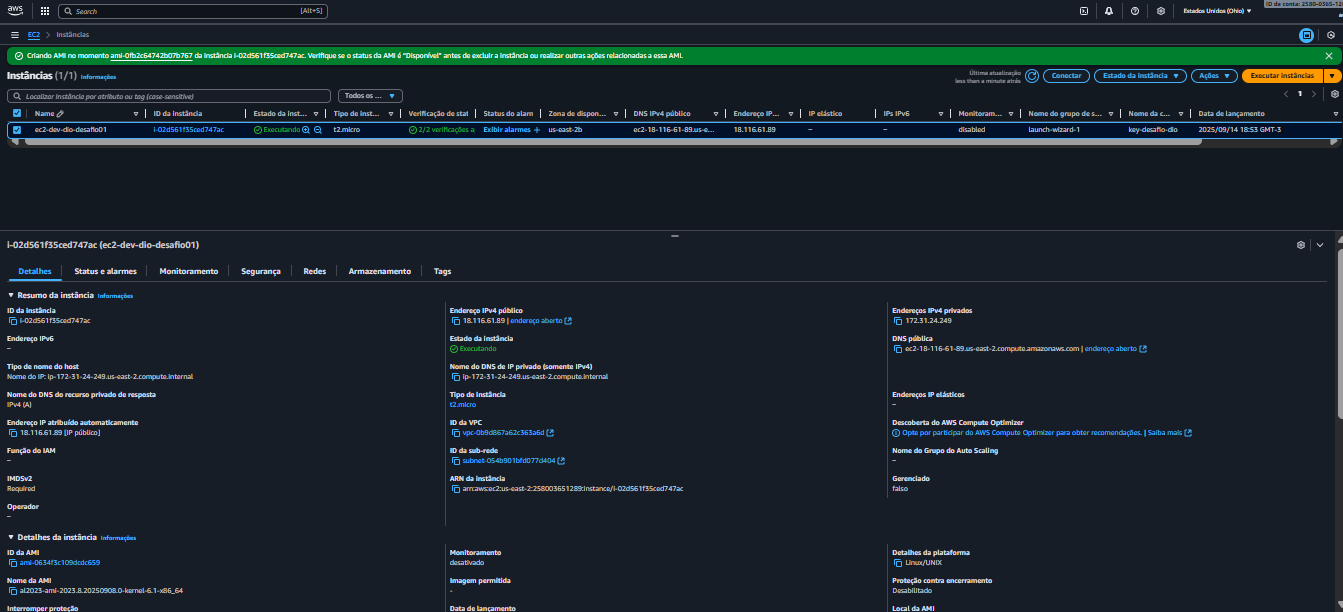 aws
Search [Alt+S]
Estados Unidos (Ohio)
EC2 > Instâncias
Criando AMI no momento ami-0fb2c64742b07b767 da instância i-02d561f35ced747ac. Verifique se o status da AMI é "Disponível" antes de excluir a instância ou realizar outras ações relacionadas a essa AMI.
Instâncias (1/1) Informações
Última atualização
less than a minute atrás
Conectar Estado da instância Ações Executar instâncias
Localizar Instância por atributo ou tag (case-sensitive) Todos os ... 1
Name ID da instância Estado da inst... Tipo de inst... Verificação de stat Status do alarm Zona de dispon... DNS IPv4 público Endereço IP... IP elástico IPs IPv6 Monitoram... Nome do grupo de s... Nome da c... Data de lançamento
ec2-dev-dio-desafio01 i-02d561f35ced747ac Executando t2.micro 2/2 verificações a Exibir alarmes + us-east-2b ec2-18-116-61-89.us-e... 18.116.61.89 – – disabled launch-wizard-1 key-desafio-dio 2025/09/14 18:53 GMT-3
i-02d561f35ced747ac (ec2-dev-dio-desafio01)
Detalhes Status e alarmes Monitoramento Segurança Redes Armazenamento Tags
Resumo da instância Informações
ID da instância
i-02d561f35ced747ac
Endereço IPv6
–
Tipo de nome do host
Nome do IP: ip-172-31-24-249.us-east-2.compute.internal
Nome do DNS do recurso privado de resposta
IPv4 (A)
Endereço IP atribuído automaticamente
18.116.61.89 [IP público]
Função do IAM
–
IMDSv2
Required
Operador
–
Endereço IPv4 público
18.116.61.89 | endereço aberto
Estado da instância
Executando
Nome do DNS de IP privado (somente IPv4)
ip-172-31-24-249.us-east-2.compute.internal
Tipo de instância
t2.micro
ID da VPC
vpc-0b9d867a62c363a6d
ID da sub-rede
subnet-054b901bfd077d404
ARN da instância
arn:aws:ec2:us-east-2:258003651289:instance/i-02d561f35ced747ac
Endereços IPv4 privados
172.31.24.249
DNS pública
ec2-18-116-61-89.us-east-2.compute.amazonaws.com | endereço aberto
Endereços IP elásticos
–
Descoberta do AWS Compute Optimizer
Opte por participar do AWS Compute Optimizer para obter recomendações. | Saiba mais
Nome do Grupo do Auto Scaling
–
Gerenciado
falso
Detalhes da instância Informações
ID da AMI
ami-0634f3c109dcdc659
Nome da AMI
al2023-ami-2023.8.20250908.0-kernel-6.1-x86_64
Interromper proteção
Monitoramento
desativado
Imagem permitida
-
Data de lançamento
Detalhes da plataforma
Linux/UNIX
Proteção contra encerramento
Desabilitado
Local da AMI